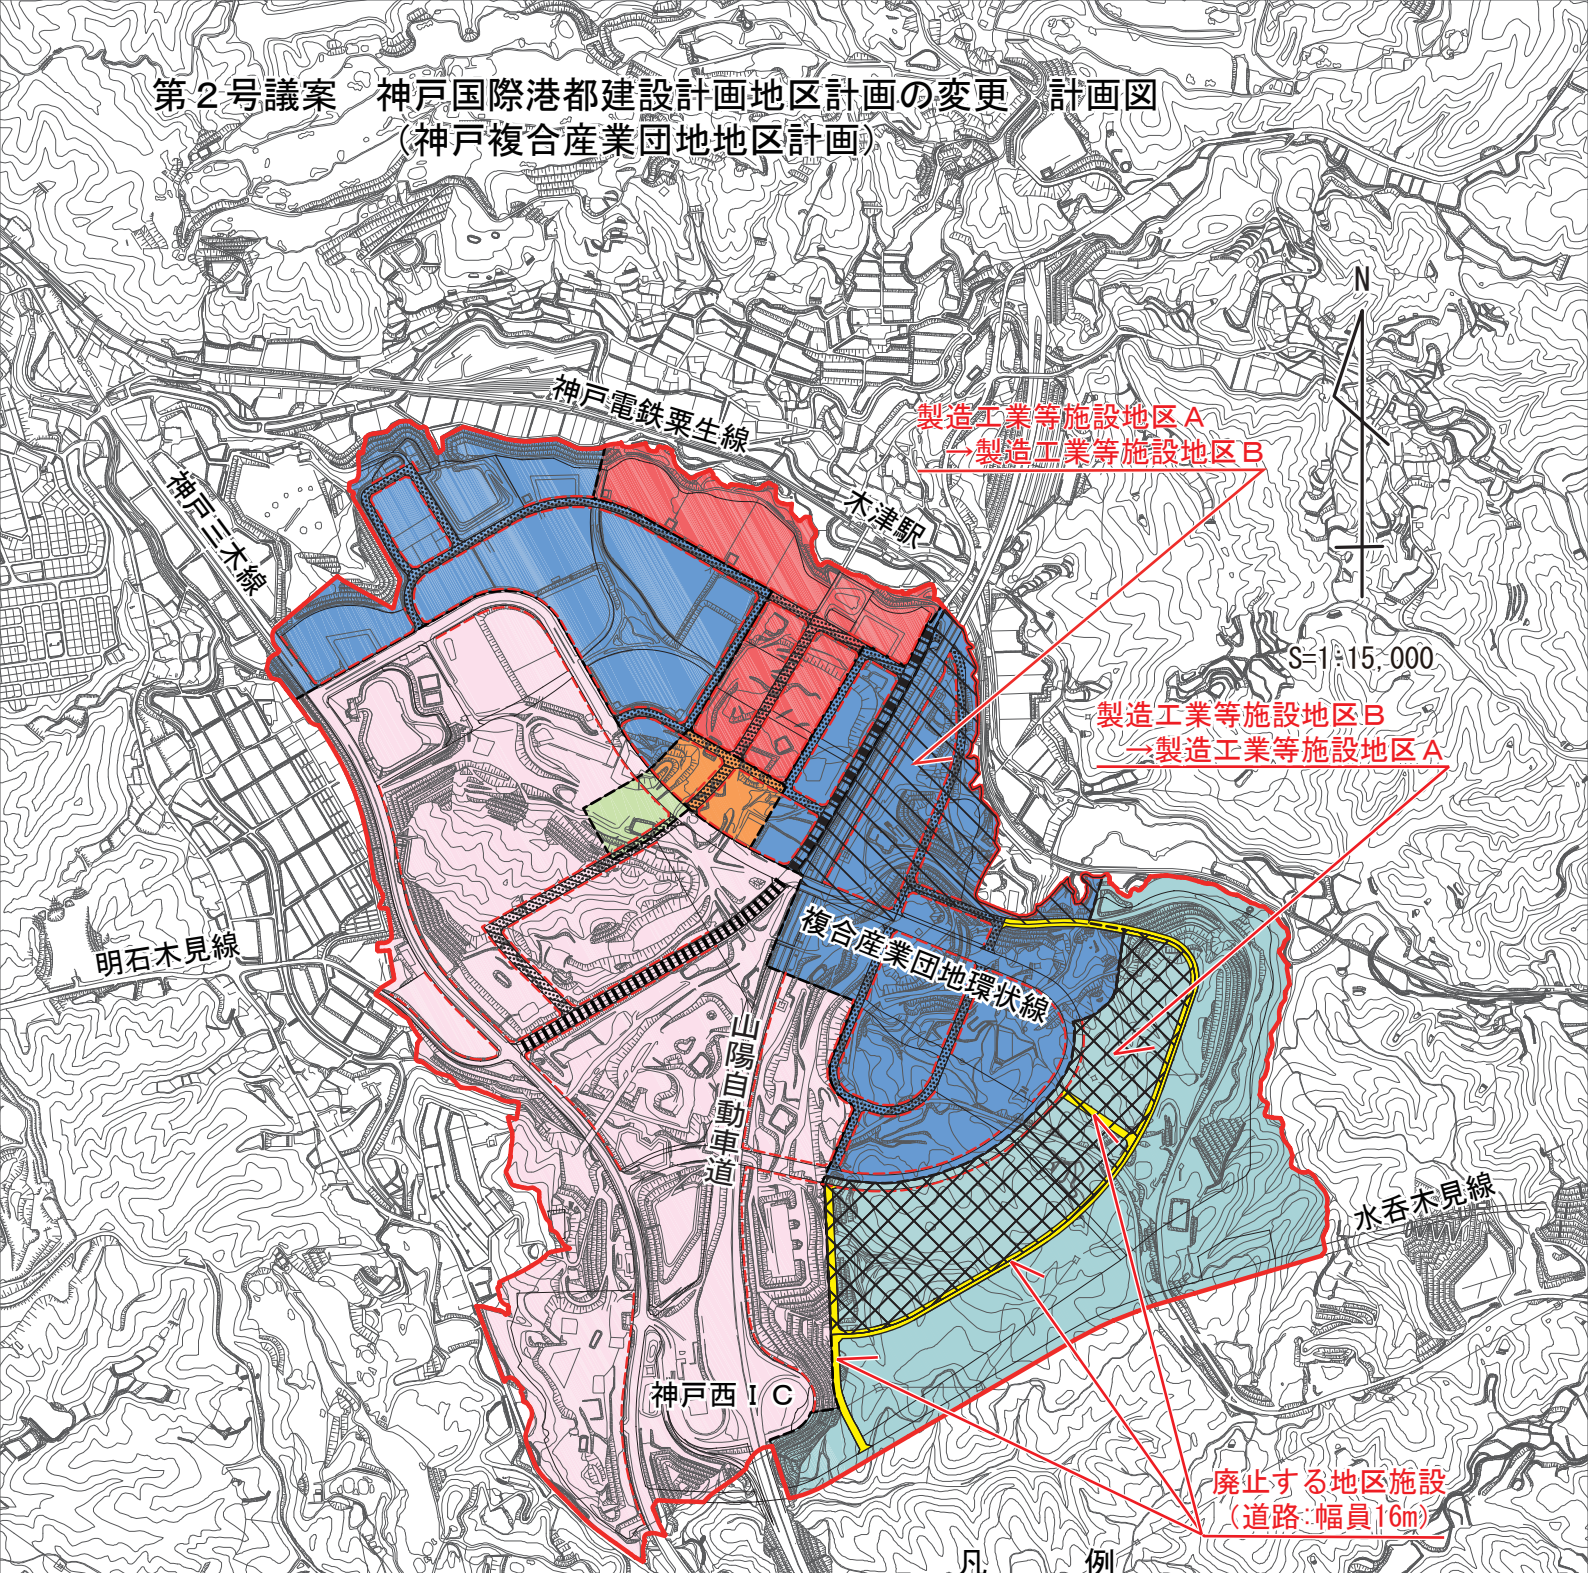 第２号議案　神戸国際港都建設計画地区計画の変更　計画図
（神戸複合産業団地地区計画）
N
神戸電鉄粟生線
製造工業等施設地区Ａ
→製造工業等施設地区Ｂ
神戸三木線
木津駅
S=1:15,000
製造工業等施設地区Ｂ
→製造工業等施設地区Ａ
複合産業団地環状線
明石木見線
山陽自動車道
水呑木見線
神戸西ＩＣ
廃止する地区施設
（道路:幅員16m）
凡　例